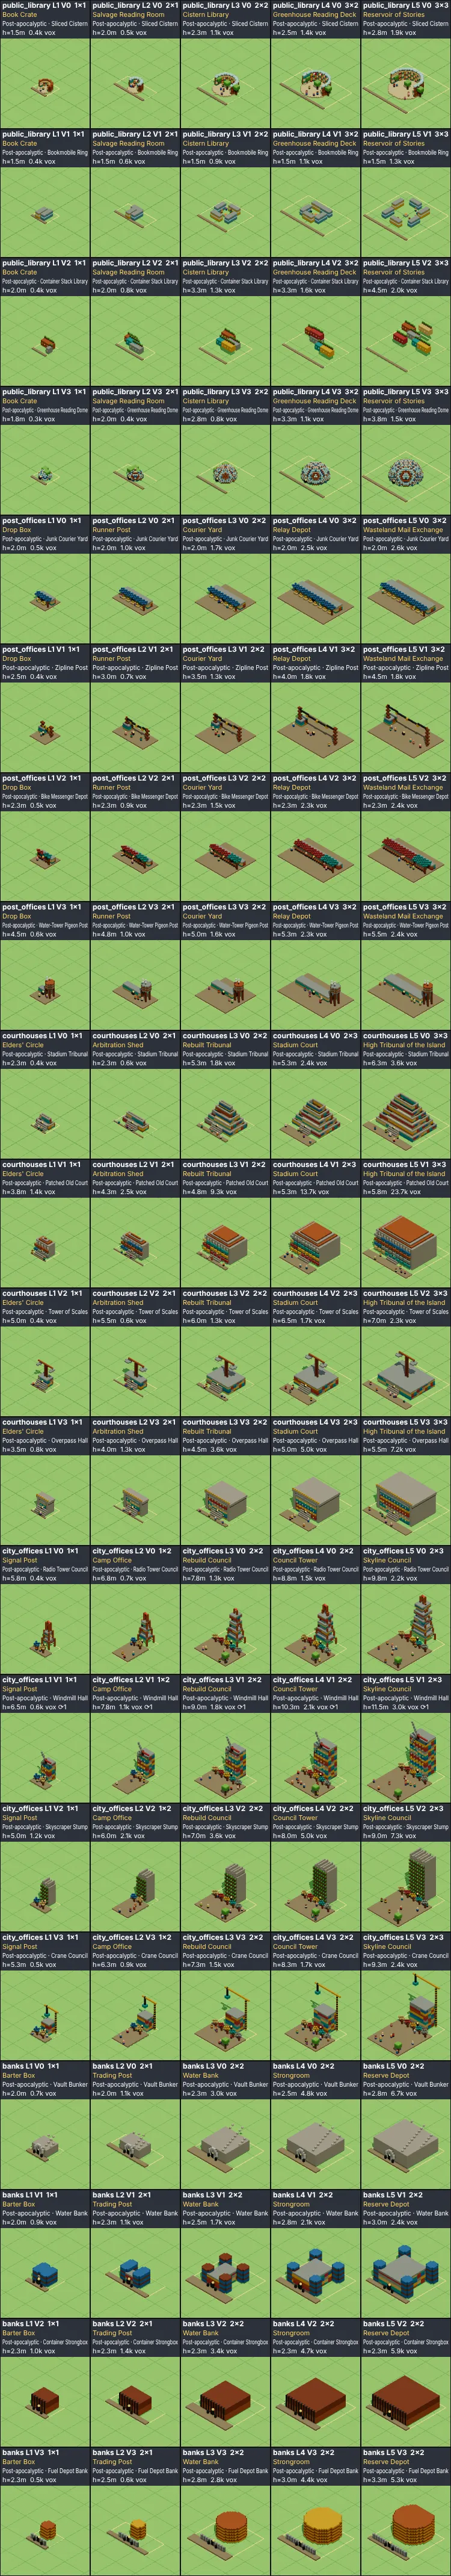 public_library L1 V0 1×1 public_library L2 V0 2×1 public_library L3 V0 2×2 public_library L4 V0 3×2 public_library L5 V0 3×3
Book Crate Salvage Reading Room Cistern Library Greenhouse Reading Deck Reservoir of Stories
Post-apocalyptic · Sliced Cistern Post-apocalyptic · Sliced Cistern Post-apocalyptic · Sliced Cistern Post-apocalyptic · Sliced Cistern Post-apocalyptic · Sliced Cistern
h=1.5m 0.4k vox h=2.0m 0.5k vox h=2.3m 1.1k vox h=2.5m 1.4k vox h=2.8m 1.9k vox
public_library L1 V1 1×1 public_library L2 V1 2×1 public_library L3 V1 2×2 public_library L4 V1 3×2 public_library L5 V1 3×3
Book Crate Salvage Reading Room Cistern Library Greenhouse Reading Deck Reservoir of Stories
Post-apocalyptic · Bookmobile Ring Post-apocalyptic · Bookmobile Ring Post-apocalyptic · Bookmobile Ring Post-apocalyptic · Bookmobile Ring Post-apocalyptic · Bookmobile Ring
h=1.5m 0.4k vox h=1.5m 0.6k vox h=1.5m 0.9k vox h=1.5m 1.1k vox h=1.5m 1.3k vox
public_library L1 V2 1×1 public_library L2 V2 2×1 public_library L3 V2 2×2 public_library L4 V2 3×2 public_library L5 V2 3×3
Book Crate Salvage Reading Room Cistern Library Greenhouse Reading Deck Reservoir of Stories
Post-apocalyptic · Container Stack Library Post-apocalyptic · Container Stack Library Post-apocalyptic · Container Stack Library Post-apocalyptic · Container Stack Library Post-apocalyptic · Container Stack Library
h=2.0m 0.4k vox h=2.0m 0.8k vox h=3.3m 1.3k vox h=3.3m 1.6k vox h=4.5m 2.0k vox
public_library L1 V3 1×1 public_library L2 V3 2×1 public_library L3 V3 2×2 public_library L4 V3 3×2 public_library L5 V3 3×3
Book Crate Salvage Reading Room Cistern Library Greenhouse Reading Deck Reservoir of Stories
Post-apocalyptic · Greenhouse Reading Dome Post-apocalyptic · Greenhouse Reading Dome Post-apocalyptic · Greenhouse Reading Dome Post-apocalyptic · Greenhouse Reading Dome Post-apocalyptic · Greenhouse Reading Dome
h=1.8m 0.3k vox h=2.0m 0.4k vox h=2.8m 0.8k vox h=3.3m 1.1k vox h=3.8m 1.5k vox
post_offices L1 V0 1×1 post_offices L2 V0 2×1 post_offices L3 V0 2×2 post_offices L4 V0 3×2 post_offices L5 V0 3×2
Drop Box Runner Post Courier Yard Relay Depot Wasteland Mail Exchange
Post-apocalyptic · Junk Courier Yard Post-apocalyptic · Junk Courier Yard Post-apocalyptic · Junk Courier Yard Post-apocalyptic · Junk Courier Yard Post-apocalyptic · Junk Courier Yard
h=2.0m 0.5k vox h=2.0m 1.0k vox h=2.0m 1.7k vox h=2.0m 2.5k vox h=2.0m 2.6k vox
post_offices L1 V1 1×1 post_offices L2 V1 2×1 post_offices L3 V1 2×2 post_offices L4 V1 3×2 post_offices L5 V1 3×2
Drop Box Runner Post Courier Yard Relay Depot Wasteland Mail Exchange
Post-apocalyptic · Zipline Post Post-apocalyptic · Zipline Post Post-apocalyptic · Zipline Post Post-apocalyptic · Zipline Post Post-apocalyptic · Zipline Post
h=2.5m 0.4k vox h=3.0m 0.7k vox h=3.5m 1.3k vox h=4.0m 1.8k vox h=4.5m 1.8k vox
post_offices L1 V2 1×1 post_offices L2 V2 2×1 post_offices L3 V2 2×2 post_offices L4 V2 3×2 post_offices L5 V2 3×2
Drop Box Runner Post Courier Yard Relay Depot Wasteland Mail Exchange
Post-apocalyptic · Bike Messenger Depot Post-apocalyptic · Bike Messenger Depot Post-apocalyptic · Bike Messenger Depot Post-apocalyptic · Bike Messenger Depot Post-apocalyptic · Bike Messenger Depot
h=2.3m 0.5k vox h=2.3m 0.9k vox h=2.3m 1.5k vox h=2.3m 2.3k vox h=2.3m 2.4k vox
post_offices L1 V3 1×1 post_offices L2 V3 2×1 post_offices L3 V3 2×2 post_offices L4 V3 3×2 post_offices L5 V3 3×2
Drop Box Runner Post Courier Yard Relay Depot Wasteland Mail Exchange
Post-apocalyptic · Water-Tower Pigeon Post Post-apocalyptic · Water-Tower Pigeon Post Post-apocalyptic · Water-Tower Pigeon Post Post-apocalyptic · Water-Tower Pigeon Post Post-apocalyptic · Water-Tower Pigeon Post
h=4.5m 0.6k vox h=4.8m 1.0k vox h=5.0m 1.6k vox h=5.3m 2.3k vox h=5.5m 2.4k vox
courthouses L1 V0 1×1 courthouses L2 V0 2×1 courthouses L3 V0 2×2 courthouses L4 V0 2×3 courthouses L5 V0 3×3
Elders' Circle Arbitration Shed Rebuilt Tribunal Stadium Court High Tribunal of the Island
Post-apocalyptic · Stadium Tribunal Post-apocalyptic · Stadium Tribunal Post-apocalyptic · Stadium Tribunal Post-apocalyptic · Stadium Tribunal Post-apocalyptic · Stadium Tribunal
h=2.3m 0.4k vox h=2.3m 0.6k vox h=5.3m 1.8k vox h=5.3m 2.4k vox h=6.3m 3.6k vox
courthouses L1 V1 1×1 courthouses L2 V1 2×1 courthouses L3 V1 2×2 courthouses L4 V1 2×3 courthouses L5 V1 3×3
Elders' Circle Arbitration Shed Rebuilt Tribunal Stadium Court High Tribunal of the Island
Post-apocalyptic · Patched Old Court Post-apocalyptic · Patched Old Court Post-apocalyptic · Patched Old Court Post-apocalyptic · Patched Old Court Post-apocalyptic · Patched Old Court
h=3.8m 1.4k vox h=4.3m 2.5k vox h=4.8m 9.3k vox h=5.3m 13.7k vox h=5.8m 23.7k vox
courthouses L1 V2 1×1 courthouses L2 V2 2×1 courthouses L3 V2 2×2 courthouses L4 V2 2×3 courthouses L5 V2 3×3
Elders' Circle Arbitration Shed Rebuilt Tribunal Stadium Court High Tribunal of the Island
Post-apocalyptic · Tower of Scales Post-apocalyptic · Tower of Scales Post-apocalyptic · Tower of Scales Post-apocalyptic · Tower of Scales Post-apocalyptic · Tower of Scales
h=5.0m 0.4k vox h=5.5m 0.6k vox h=6.0m 1.3k vox h=6.5m 1.7k vox h=7.0m 2.3k vox
courthouses L1 V3 1×1 courthouses L2 V3 2×1 courthouses L3 V3 2×2 courthouses L4 V3 2×3 courthouses L5 V3 3×3
Elders' Circle Arbitration Shed Rebuilt Tribunal Stadium Court High Tribunal of the Island
Post-apocalyptic · Overpass Hall Post-apocalyptic · Overpass Hall Post-apocalyptic · Overpass Hall Post-apocalyptic · Overpass Hall Post-apocalyptic · Overpass Hall
h=3.5m 0.8k vox h=4.0m 1.3k vox h=4.5m 3.6k vox h=5.0m 5.0k vox h=5.5m 7.2k vox
city_offices L1 V0 1×1 city_offices L2 V0 1×2 city_offices L3 V0 2×2 city_offices L4 V0 2×2 city_offices L5 V0 2×3
Signal Post Camp Office Rebuild Council Council Tower Skyline Council
Post-apocalyptic · Radio Tower Council Post-apocalyptic · Radio Tower Council Post-apocalyptic · Radio Tower Council Post-apocalyptic · Radio Tower Council Post-apocalyptic · Radio Tower Council
h=5.8m 0.4k vox h=6.8m 0.7k vox h=7.8m 1.3k vox h=8.8m 1.5k vox h=9.8m 2.2k vox
city_offices L1 V1 1×1 city_offices L2 V1 1×2 city_offices L3 V1 2×2 city_offices L4 V1 2×2 city_offices L5 V1 2×3
Signal Post Camp Office Rebuild Council Council Tower Skyline Council
Post-apocalyptic · Windmill Hall Post-apocalyptic · Windmill Hall Post-apocalyptic · Windmill Hall Post-apocalyptic · Windmill Hall Post-apocalyptic · Windmill Hall
h=6.5m 0.6k vox ⟳1 h=7.8m 1.1k vox ⟳1 h=9.0m 1.8k vox ⟳1 h=10.3m 2.1k vox ⟳1 h=11.5m 3.0k vox ⟳1
city_offices L1 V2 1×1 city_offices L2 V2 1×2 city_offices L3 V2 2×2 city_offices L4 V2 2×2 city_offices L5 V2 2×3
Signal Post Camp Office Rebuild Council Council Tower Skyline Council
Post-apocalyptic · Skyscraper Stump Post-apocalyptic · Skyscraper Stump Post-apocalyptic · Skyscraper Stump Post-apocalyptic · Skyscraper Stump Post-apocalyptic · Skyscraper Stump
h=5.0m 1.2k vox h=6.0m 2.1k vox h=7.0m 3.6k vox h=8.0m 5.0k vox h=9.0m 7.3k vox
city_offices L1 V3 1×1 city_offices L2 V3 1×2 city_offices L3 V3 2×2 city_offices L4 V3 2×2 city_offices L5 V3 2×3
Signal Post Camp Office Rebuild Council Council Tower Skyline Council
Post-apocalyptic · Crane Council Post-apocalyptic · Crane Council Post-apocalyptic · Crane Council Post-apocalyptic · Crane Council Post-apocalyptic · Crane Council
h=5.3m 0.5k vox h=6.3m 0.9k vox h=7.3m 1.5k vox h=8.3m 1.7k vox h=9.3m 2.4k vox
banks L1 V0 1×1 banks L2 V0 2×1 banks L3 V0 2×2 banks L4 V0 2×2 banks L5 V0 2×2
Barter Box Trading Post Water Bank Strongroom Reserve Depot
Post-apocalyptic · Vault Bunker Post-apocalyptic · Vault Bunker Post-apocalyptic · Vault Bunker Post-apocalyptic · Vault Bunker Post-apocalyptic · Vault Bunker
h=2.0m 0.7k vox h=2.0m 1.1k vox h=2.3m 3.0k vox h=2.5m 4.8k vox h=2.8m 6.7k vox
banks L1 V1 1×1 banks L2 V1 2×1 banks L3 V1 2×2 banks L4 V1 2×2 banks L5 V1 2×2
Barter Box Trading Post Water Bank Strongroom Reserve Depot
Post-apocalyptic · Water Bank Post-apocalyptic · Water Bank Post-apocalyptic · Water Bank Post-apocalyptic · Water Bank Post-apocalyptic · Water Bank
h=2.0m 0.9k vox h=2.3m 1.1k vox h=2.5m 1.7k vox h=2.8m 2.1k vox h=3.0m 2.4k vox
banks L1 V2 1×1 banks L2 V2 2×1 banks L3 V2 2×2 banks L4 V2 2×2 banks L5 V2 2×2
Barter Box Trading Post Water Bank Strongroom Reserve Depot
Post-apocalyptic · Container Strongbox Post-apocalyptic · Container Strongbox Post-apocalyptic · Container Strongbox Post-apocalyptic · Container Strongbox Post-apocalyptic · Container Strongbox
h=2.3m 1.0k vox h=2.3m 1.4k vox h=2.3m 3.4k vox h=2.3m 4.7k vox h=2.3m 5.9k vox
banks L1 V3 1×1 banks L2 V3 2×1 banks L3 V3 2×2 banks L4 V3 2×2 banks L5 V3 2×2
Barter Box Trading Post Water Bank Strongroom Reserve Depot
Post-apocalyptic · Fuel Depot Bank Post-apocalyptic · Fuel Depot Bank Post-apocalyptic · Fuel Depot Bank Post-apocalyptic · Fuel Depot Bank Post-apocalyptic · Fuel Depot Bank
h=2.3m 0.5k vox h=2.5m 0.6k vox h=2.8m 2.8k vox h=3.0m 4.4k vox h=3.3m 5.3k vox